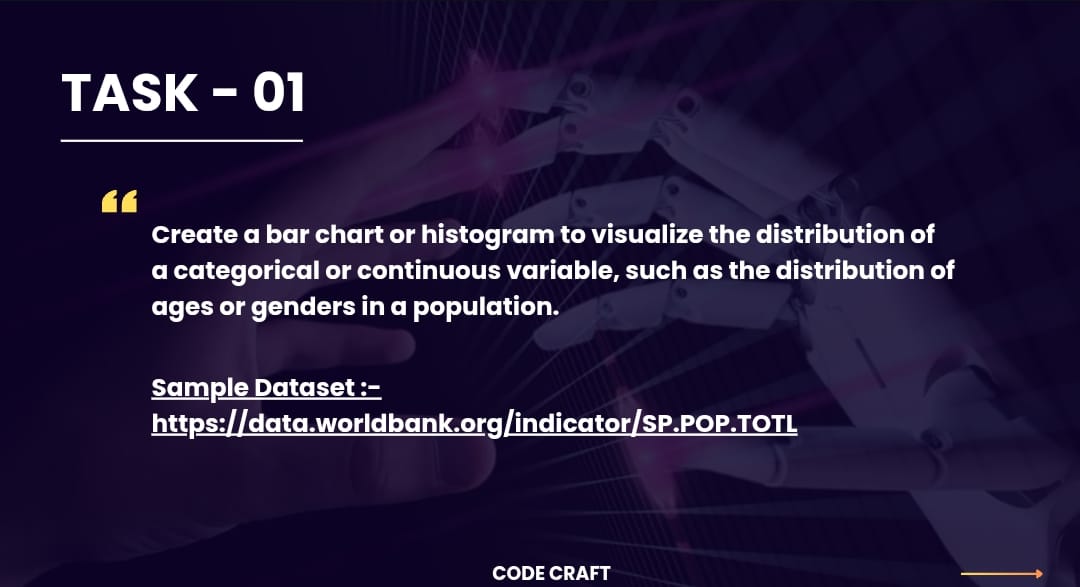 TASK - 01
“
Create a bar chart or histogram to visualize the distribution of
a categorical or continuous variable, such as the distribution of
ages or genders in a population.
Sample Dataset :-
https://data.worldbank.org/indicator/SP.POP.TOTL
CODE CRAFT